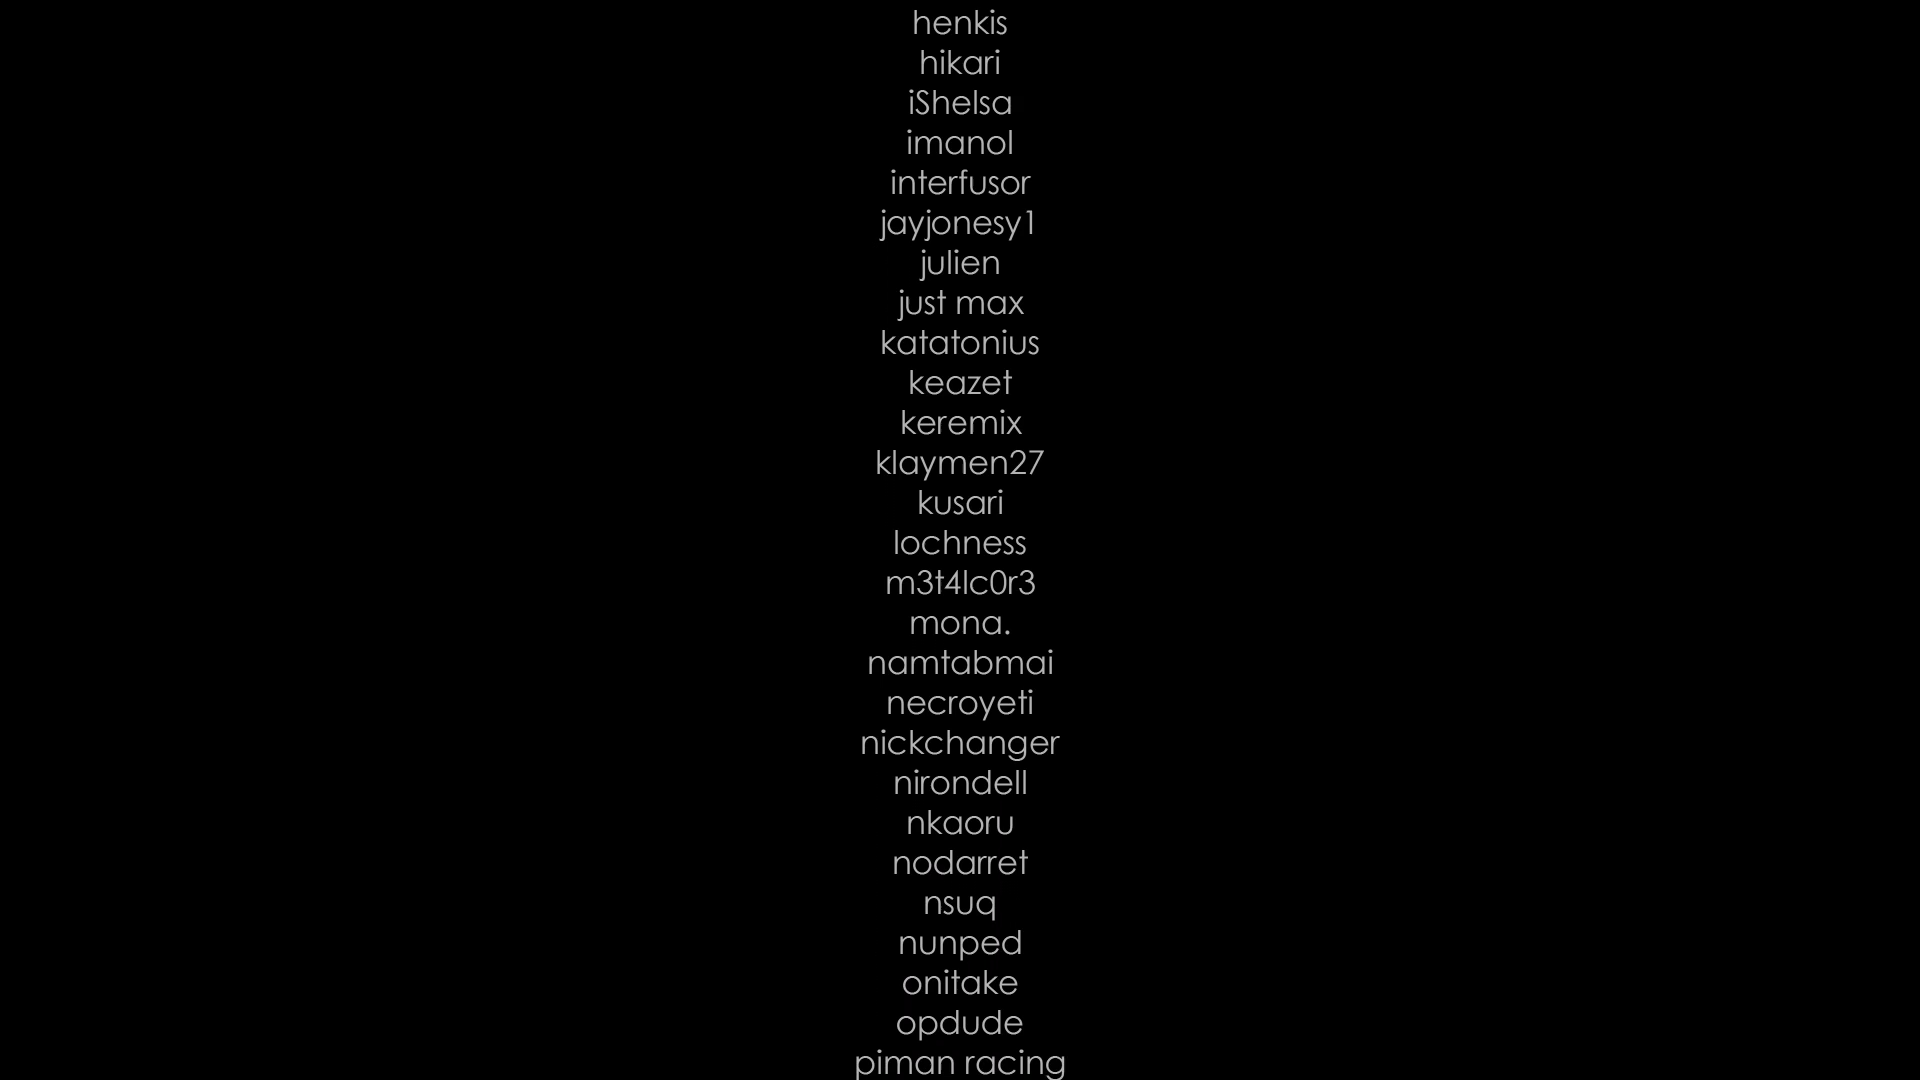 henkis
hikari
iShelsa
imanol
interfusor
jayjonesy1
julien
just max
katatonius
keazet
keremix
klaymen27
kusari
lochness
m3t4lc0r3
mona.
namtabmai
necroyeti
nickchanger
nirondell
nkaoru
nodarret
nsuq
nunped
onitake
opdude
piman racing